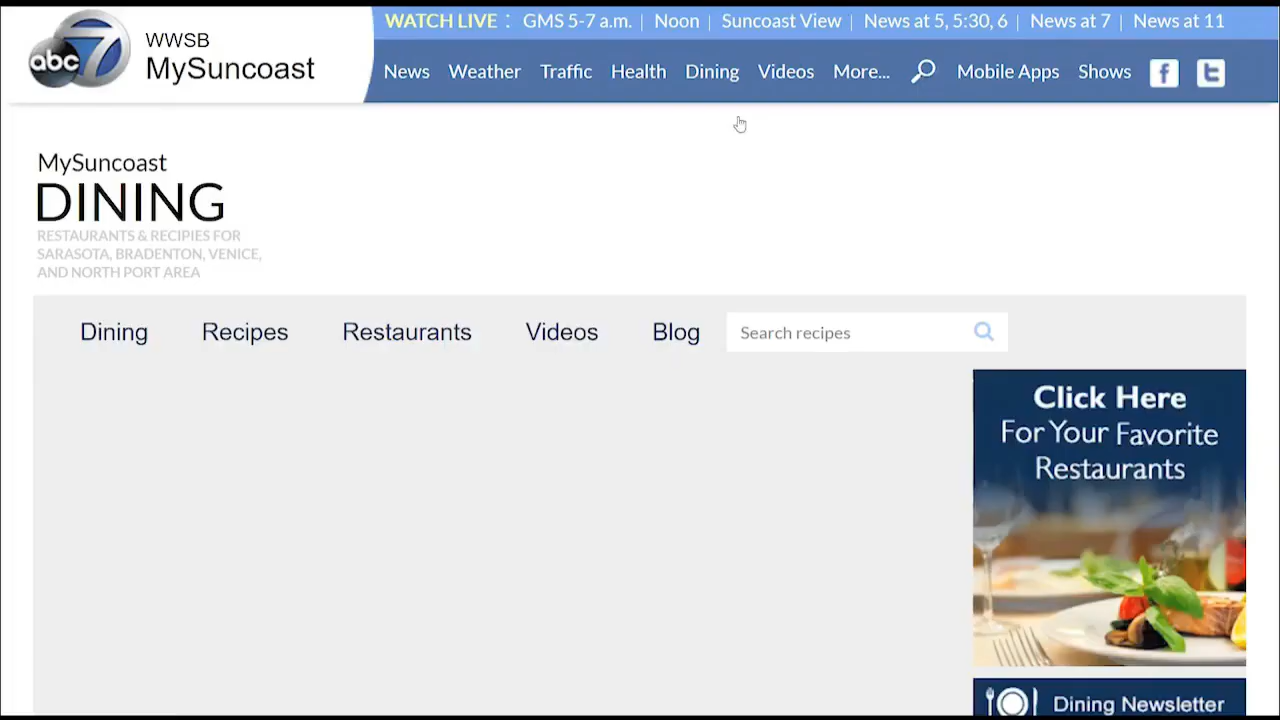 WATCH LIVE : GMS 5-7 a.m. | Noon | Suncoast View | News at 5, 5:30, 6 | News at 7 | News at 11
abc 7
WWSB
MySuncoast
News Weather Traffic Health Dining Videos More... Mobile Apps Shows f t
MySuncoast
DINING
RESTAURANTS & RECIPIES FOR
SARASOTA, BRADENTON, VENICE,
AND NORTH PORT AREA
Dining Recipes Restaurants Videos Blog Search recipes
Click Here
For Your Favorite
Restaurants
Dining Newsletter